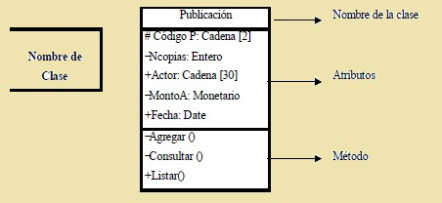 Publicación
Nombre de la clase
# Código P: Cadena [2]
-Ncopias: Entero
Nombre de
Clase
+Actor: Cadena [30]
Atributos
-MontoA: Monetario
+Fecha: Date
-Agregar ()
-Consultar ()
Método
+Listar()